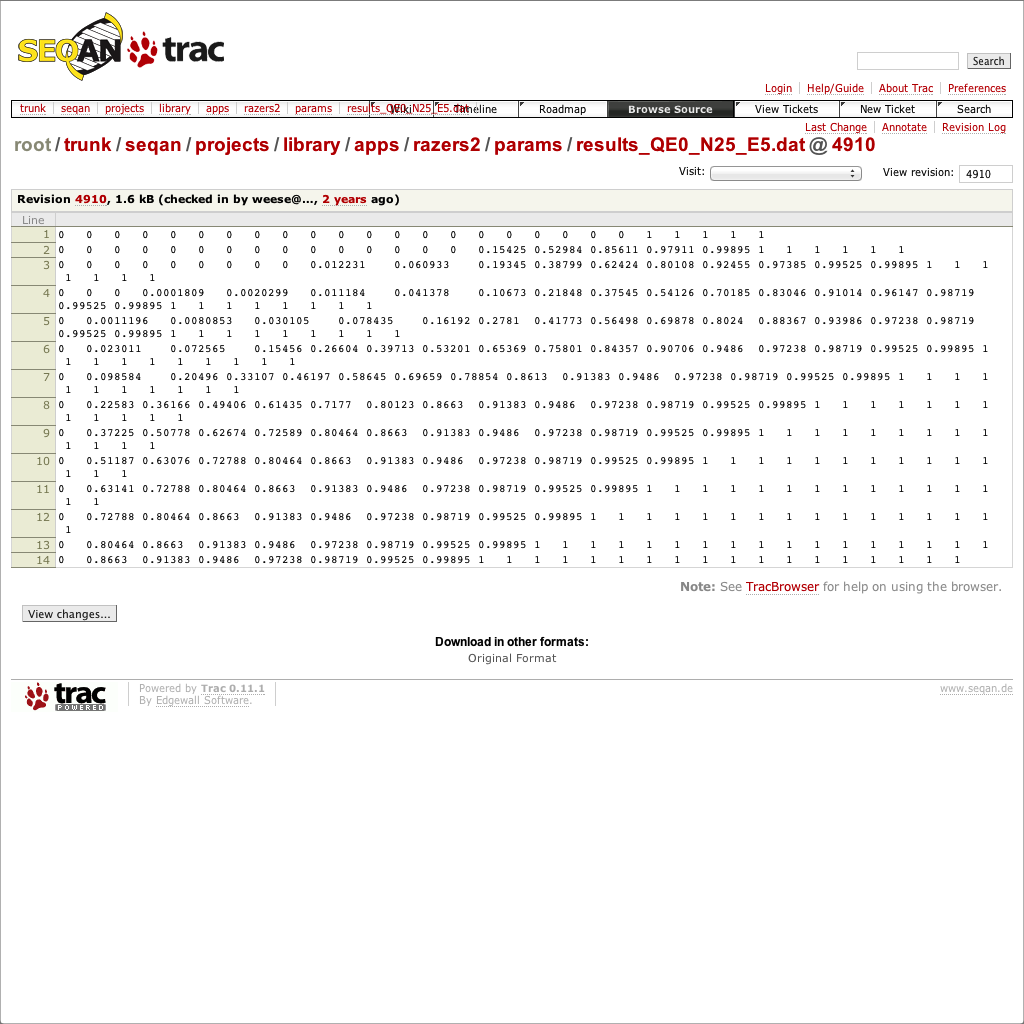 SEQAN trac
Search
Login Help/Guide About Trac Preferences
trunk seqan projects library apps razers2 params results_QE0_N25_E5.dat Wiki Timeline Roadmap Browse Source View Tickets New Ticket Search
Last Change Annotate Revision Log
root / trunk / seqan / projects / library / apps / razers2 / params / results_QE0_N25_E5.dat @ 4910
Visit: View revision: 4910
Revision 4910, 1.6 kB (checked in by weese@..., 2 years ago)
Line
1 0 0 0 0 0 0 0 0 0 0 0 0 0 0 0 0 0 0 0 0 0 1 1 1 1 1
2 0 0 0 0 0 0 0 0 0 0 0 0 0 0 0 0.15425 0.52984 0.85611 0.97911 0.99895 1 1 1 1 1 1
3 0 0 0 0 0 0 0 0 0 0.012231 0.060933 0.19345 0.38799 0.62424 0.80108 0.92455 0.97385 0.99525 0.99895 1 1 1
1 1 1 1
4 0 0 0 0.0001809 0.0020299 0.011184 0.041378 0.10673 0.21848 0.37545 0.54126 0.70185 0.83046 0.91014 0.96147 0.98719
0.99525 0.99895 1 1 1 1 1 1 1 1
5 0 0.0011196 0.0080853 0.030105 0.078435 0.16192 0.2781 0.41773 0.56498 0.69878 0.8024 0.88367 0.93986 0.97238 0.98719
0.99525 0.99895 1 1 1 1 1 1 1 1 1
6 0 0.023011 0.072565 0.15456 0.26604 0.39713 0.53201 0.65369 0.75801 0.84357 0.90706 0.9486 0.97238 0.98719 0.99525 0.99895 1
1 1 1 1 1 1 1 1 1
7 0 0.098584 0.20496 0.33107 0.46197 0.58645 0.69659 0.78854 0.8613 0.91383 0.9486 0.97238 0.98719 0.99525 0.99895 1 1 1 1
1 1 1 1 1 1 1
8 0 0.22583 0.36166 0.49406 0.61435 0.7177 0.80123 0.8663 0.91383 0.9486 0.97238 0.98719 0.99525 0.99895 1 1 1 1 1 1 1
1 1 1 1 1
9 0 0.37225 0.50778 0.62674 0.72589 0.80464 0.8663 0.91383 0.9486 0.97238 0.98719 0.99525 0.99895 1 1 1 1 1 1 1 1 1
1 1 1 1
10 0 0.51187 0.63076 0.72788 0.80464 0.8663 0.91383 0.9486 0.97238 0.98719 0.99525 0.99895 1 1 1 1 1 1 1 1 1 1 1
1 1 1
11 0 0.63141 0.72788 0.80464 0.8663 0.91383 0.9486 0.97238 0.98719 0.99525 0.99895 1 1 1 1 1 1 1 1 1 1 1 1 1
1 1
12 0 0.72788 0.80464 0.8663 0.91383 0.9486 0.97238 0.98719 0.99525 0.99895 1 1 1 1 1 1 1 1 1 1 1 1 1 1 1
1
13 0 0.80464 0.8663 0.91383 0.9486 0.97238 0.98719 0.99525 0.99895 1 1 1 1 1 1 1 1 1 1 1 1 1 1 1 1 1
14 0 0.8663 0.91383 0.9486 0.97238 0.98719 0.99525 0.99895 1 1 1 1 1 1 1 1 1 1 1 1 1 1 1 1 1 1
Note: See TracBrowser for help on using the browser.
View changes...
Download in other formats:
Original Format
trac POWERED
Powered by Trac 0.11.1
By Edgewall Software.
www.seqan.de